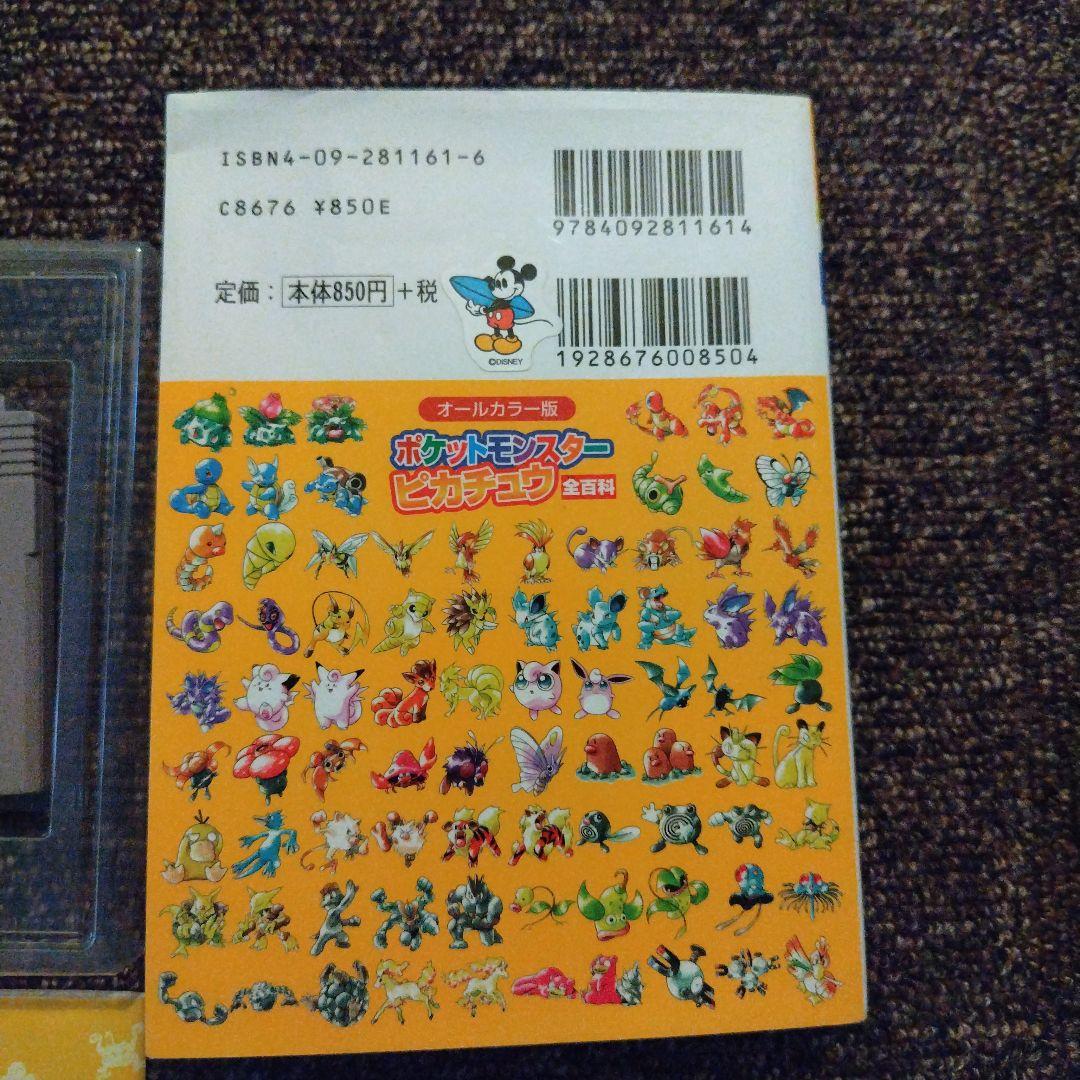 ISBN4-09-281161-6
C8676 ¥850E
9784092811614
定価：本体850円+税
©DISNEY
1928676008504
オールカラー版
ポケットモンスター
ピカチュウ 全百科